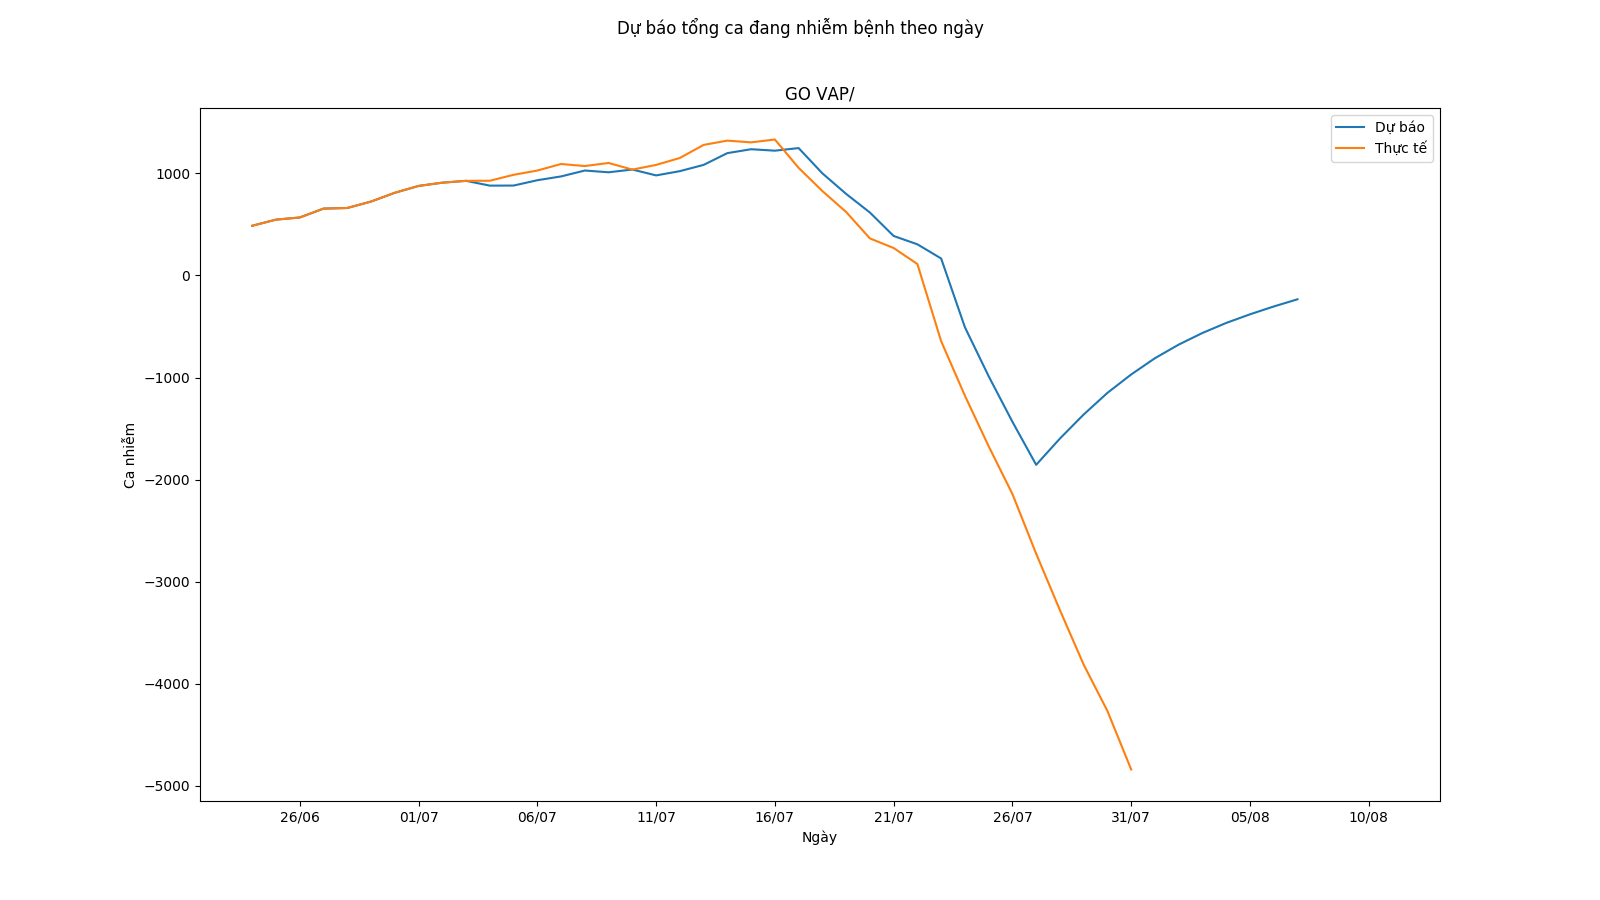 Dự báo tổng ca đang nhiễm bệnh theo ngày
GO VAP/
Dự báo
Thực tế
1000
0
−1000
−2000
−3000
−4000
−5000
Ca nhiễm
26/06 01/07 06/07 11/07 16/07 21/07 26/07 31/07 05/08 10/08
Ngày